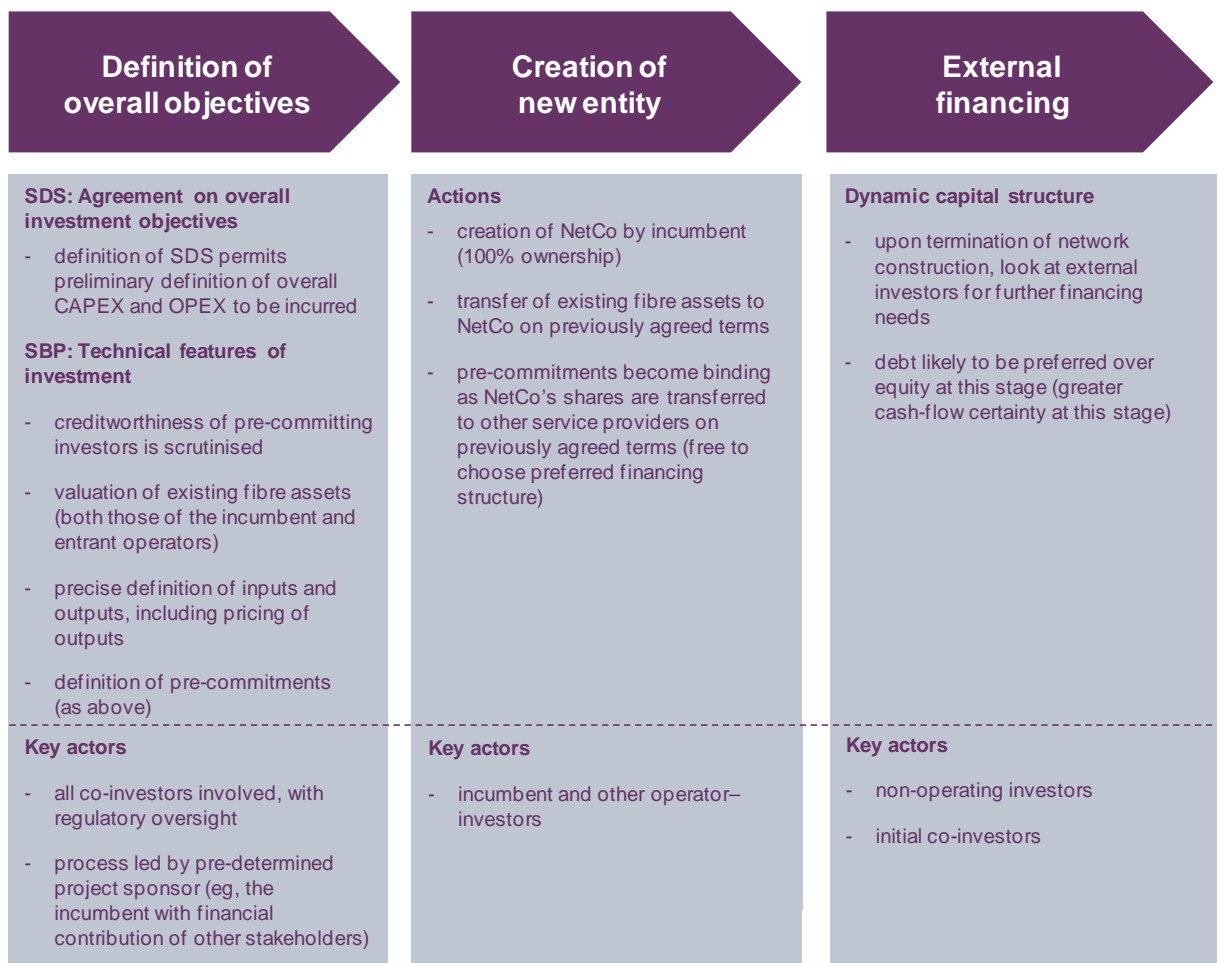 Definition of
overall objectives
Creation of
new entity
External
financing
SDS: Agreement on overall
investment objectives
- definition of SDS permits
preliminary definition of overall
CAPEX and OPEX to be incurred
SBP: Technical features of
investment
- creditworthiness of pre-committing
investors is scrutinised
- valuation of existing fibre assets
(both those of the incumbent and
entrant operators)
- precise definition of inputs and
outputs, including pricing of
outputs
- definition of pre-commitments
(as above)
Key actors
- all co-investors involved, with
regulatory oversight
- process led by pre-determined
project sponsor (eg, the
incumbent with financial
contribution of other stakeholders)
Actions
- creation of NetCo by incumbent
(100% ownership)
- transfer of existing fibre assets to
NetCo on previously agreed terms
- pre-commitments become binding
as NetCo's shares are transferred
to other service providers on
previously agreed terms (free to
choose preferred financing
structure)
Key actors
- incumbent and other operator–
investors
Dynamic capital structure
- upon termination of network
construction, look at external
investors for further financing
needs
- debt likely to be preferred over
equity at this stage (greater
cash-flow certainty at this stage)
Key actors
- non-operating investors
- initial co-investors